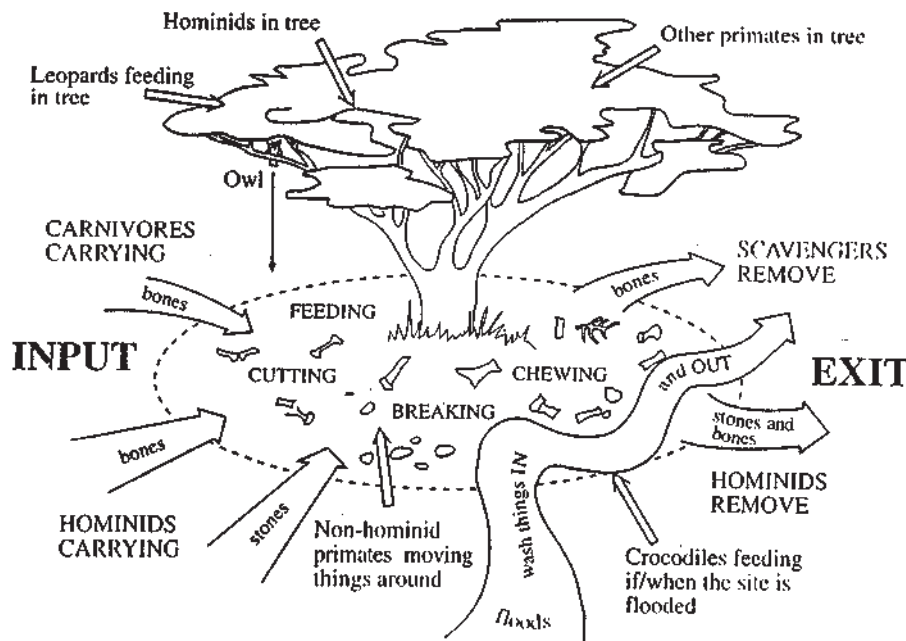 Hominids in tree
Other primates in tree
Leopards feeding
in tree
Owl
CARNIVORES
CARRYING
SCAVENGERS
REMOVE
bones
bones
FEEDING
INPUT
CUTTING
CHEWING
and OUT
EXIT
BREAKING
stones and
bones
bones
HOMINIDS
CARRYING
stones
HOMINIDS
REMOVE
Non-hominid
primates moving
things around
wash things IN
floods
Crocodiles feeding
if/when the site is
flooded